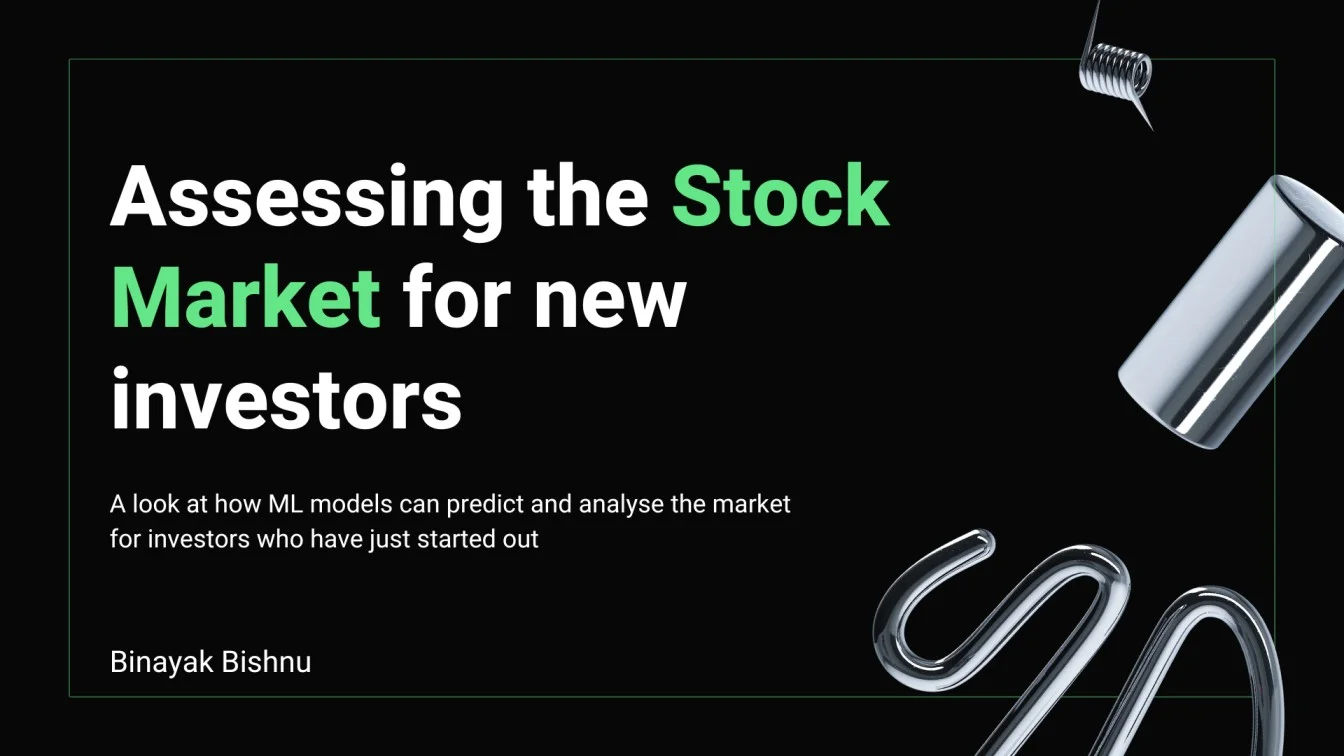 Assessing the Stock
Market for new
investors
A look at how ML models can predict and analyse the market
for investors who have just started out
Binayak Bishnu